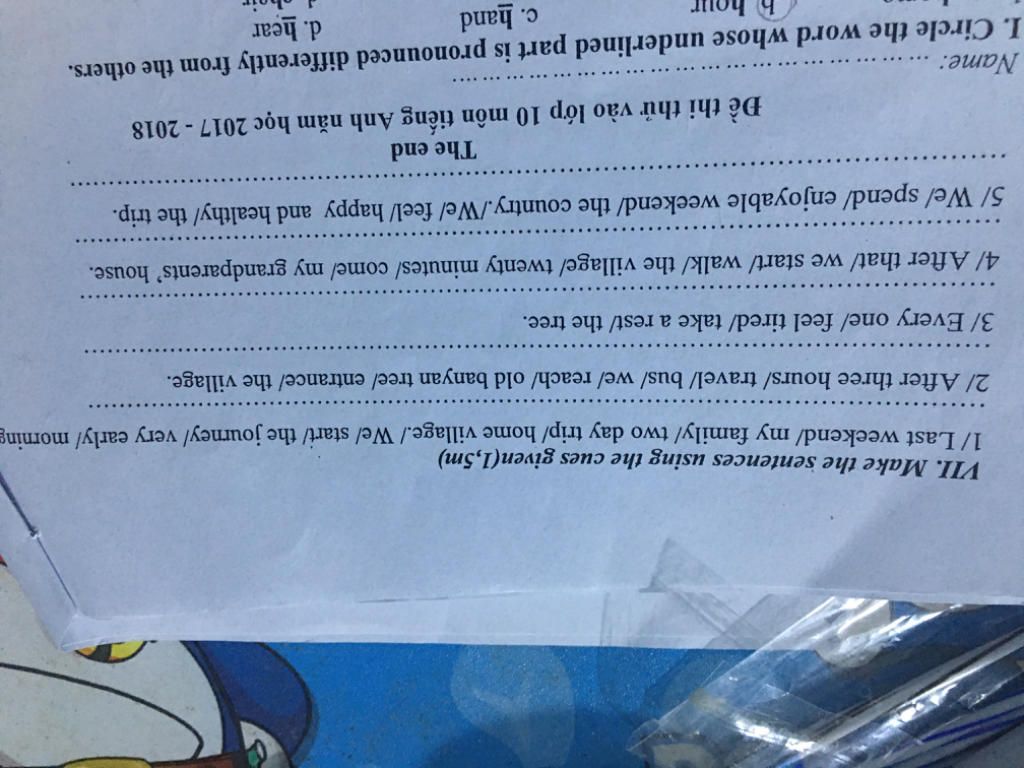 VII. Make the sentences using the cues given(1,5m)
1/ Last weekend/ my family/ two day trip/ home village./ We/ start/ the journey/ very early/ morning
2/ After three hours/ travel/ bus/ we/ reach/ old banyan tree/ entrance/ the village.
3/ Every one/ feel tired/ take a rest/ the tree.
4/ After that/ we start/ walk/ the village/ twenty minutes/ come/ my grandparents’ house.
5/ We/ spend/ enjoyable weekend/ the country./We/ feel/ happy and healthy/ the trip.
The end
Đề thi thử vào lớp 10 môn tiếng Anh năm học 2017 - 2018
Name:
I. Circle the word whose underlined part is pronounced differently from the others.
b hour c. hand d. hear